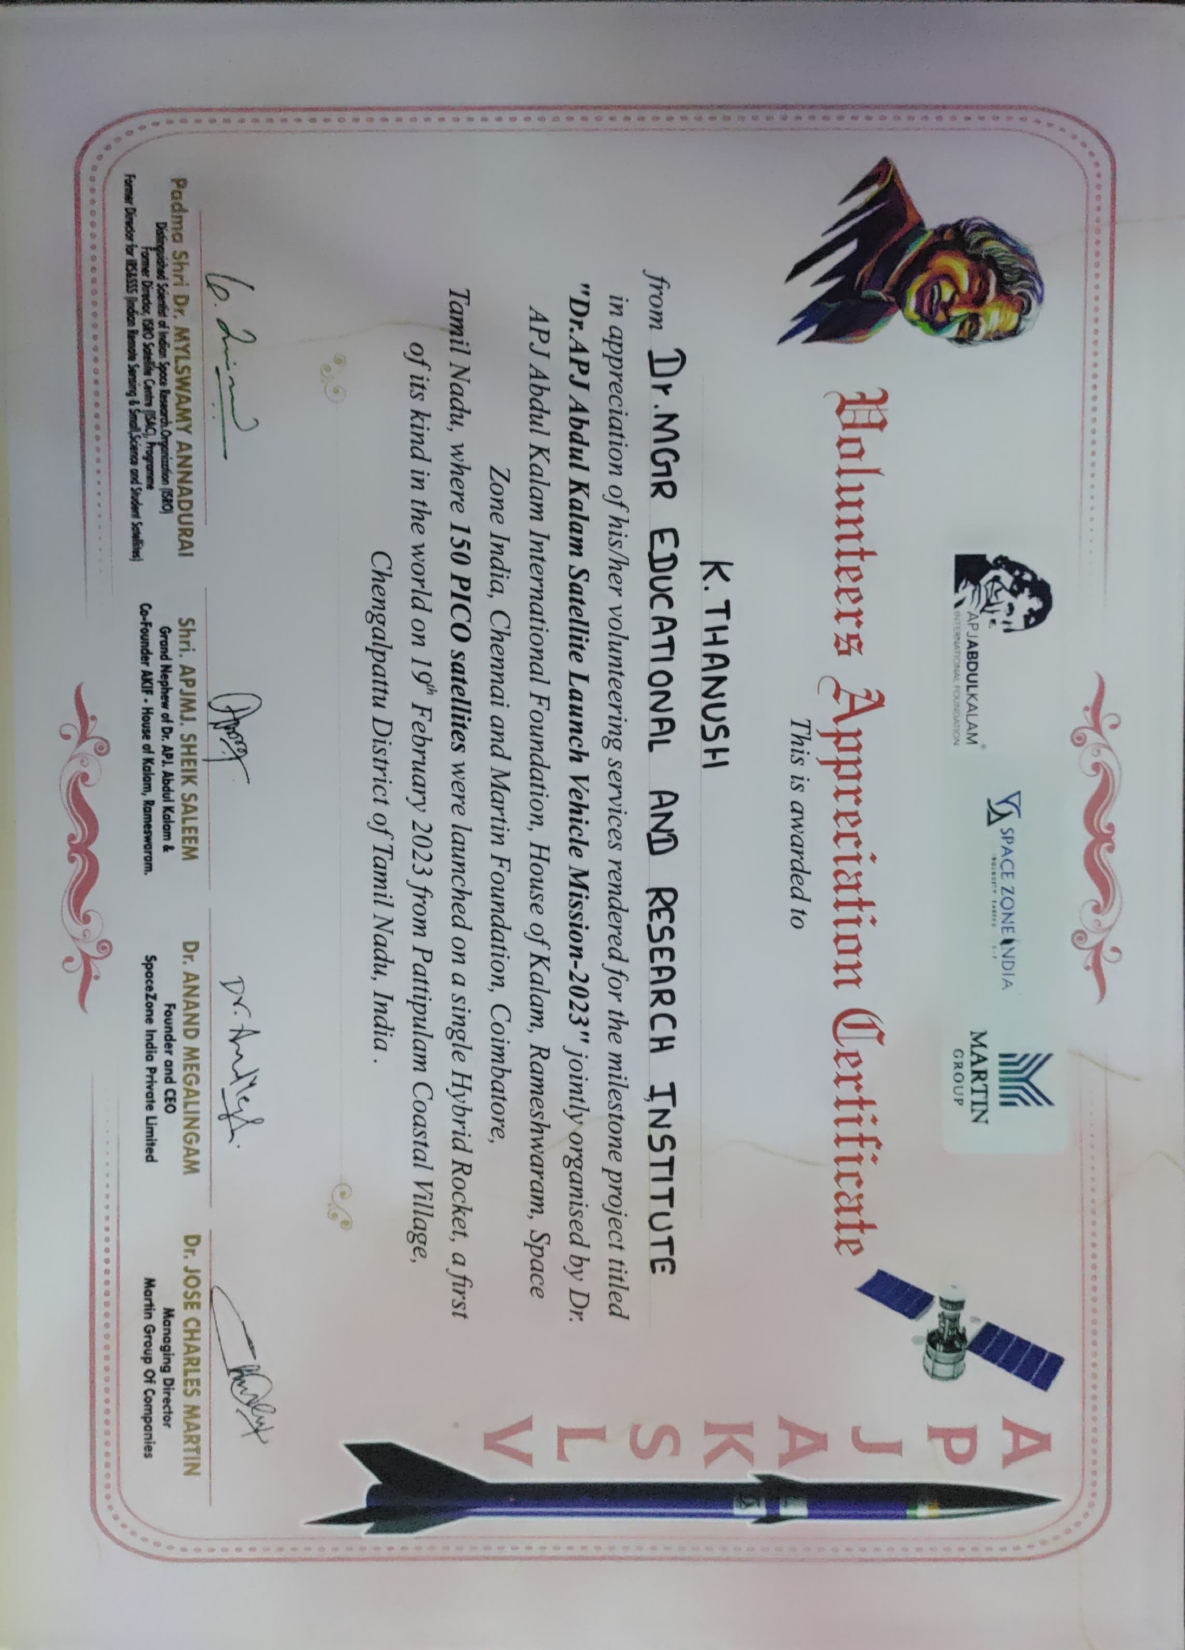 APJABDULKALAM
INTERNATIONAL FOUNDATION
SPACE ZONE INDIA
MARTIN
GROUP
A
P
J
A
K
S
L
V
Volunteers Appreciation Certificate
This is awarded to
K. THANUSH
from Dr.MGR EDUCATIONAL AND RESEARCH INSTITUTE
in appreciation of his/her volunteering services rendered for the milestone project titled
"Dr.APJ Abdul Kalam Satellite Launch Vehicle Mission-2023" jointly organised by Dr.
APJ Abdul Kalam International Foundation, House of Kalam, Rameshwaram, Space
Zone India, Chennai and Martin Foundation, Coimbatore,
Tamil Nadu, where 150 PICO satellites were launched on a single Hybrid Rocket, a first
of its kind in the world on 19th February 2023 from Pattipulam Coastal Village,
Chengalpattu District of Tamil Nadu, India .
Padma Shri Dr. MYLSWAMY ANNADURAI
Distinguished Scientist of Indian Space Research.Organization (ISRO)
Former Director, ISRO Satellite Centre (ISAC), Programme
Former Director for IRS&SSS (Indian Remote Sensing & Small,Science and Student Satellites)
Shri. APJMJ. SHEIK SALEEM
Grand Nephew of Dr. APJ. Abdul Kalam &
Co-Founder AKIF - House of Kalam, Rameswaram.
Dr. ANAND MEGALINGAM
Founder and CEO
SpaceZone India Private Limited
Dr. JOSE CHARLES MARTIN
Managing Director
Martin Group Of Companies